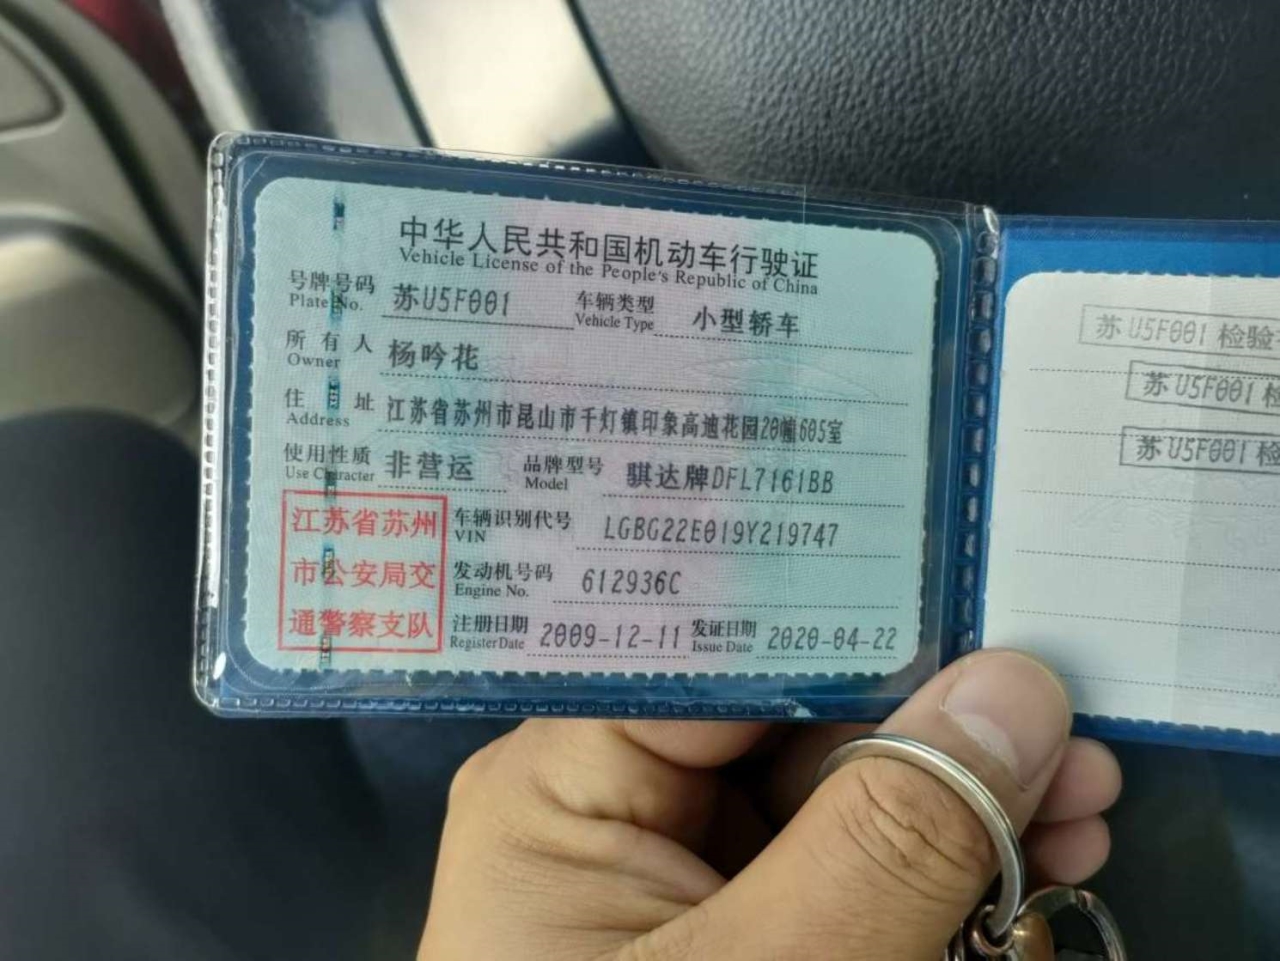 中华人民共和国机动车行驶证
Vehicle License of the People's Republic of China
号牌号码 苏U5F001 车辆类型 小型轿车
Plate No. Vehicle Type
所有人 杨吟花
Owner
住址 江苏省苏州市昆山市千灯镇印象高迪花园20幢605室
Address
使用性质 非营运 品牌型号 骐达牌DFL7161BB
Use Character Model
江苏省苏州
市公安局交
通警察支队
车辆识别代号 LGBG22E019Y219747
VIN
发动机号码 612936C
Engine No.
注册日期 2009-12-11 发证日期 2020-04-22
Register Date Issue Date
苏U5F001 检验
苏U5F001 检
苏U5F001 检